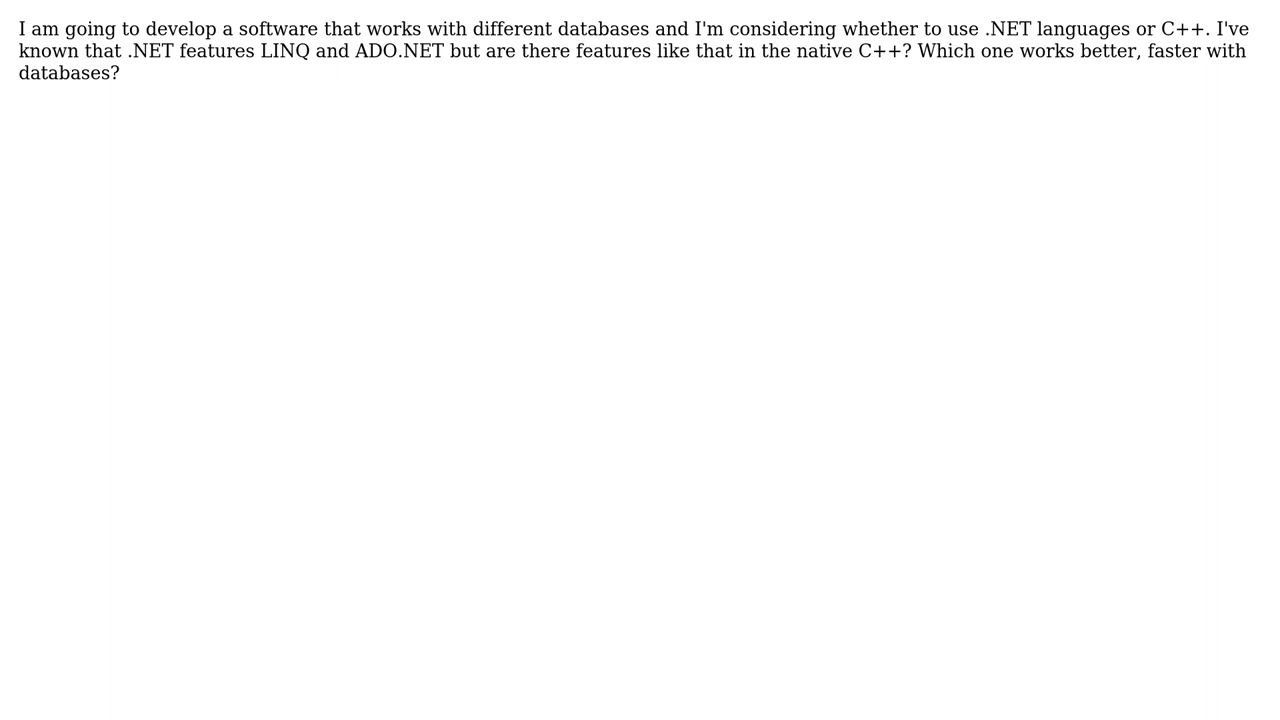 I am going to develop a software that works with different databases and I'm considering whether to use .NET languages or C++. I've
known that .NET features LINQ and ADO.NET but are there features like that in the native C++? Which one works better, faster with
databases?